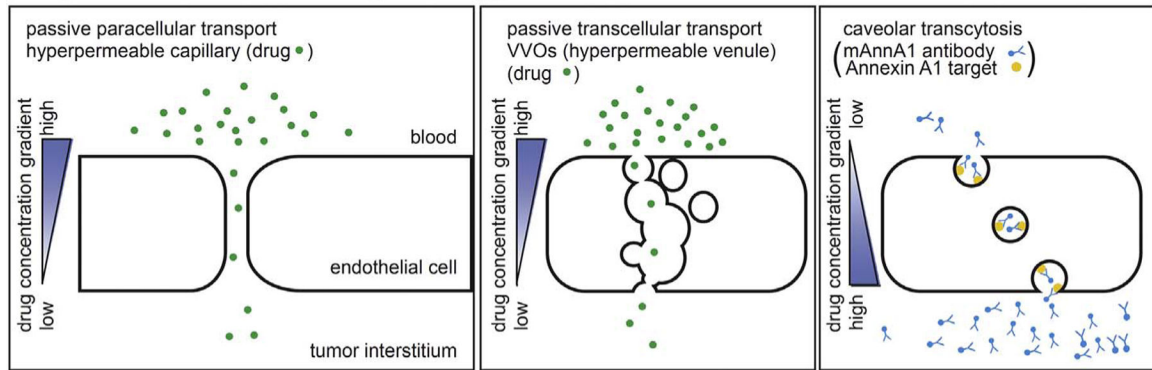 passive paracellular transport
hyperpermeable capillary (drug )
drug concentration gradient
high
low
blood
endothelial cell
tumor interstitium
passive transcellular transport
VVOs (hyperpermeable venule)
(drug )
drug concentration gradient
high
low
caveolar transcytosis
(mAnnA1 antibody
Annexin A1 target )
drug concentration gradient
low
high